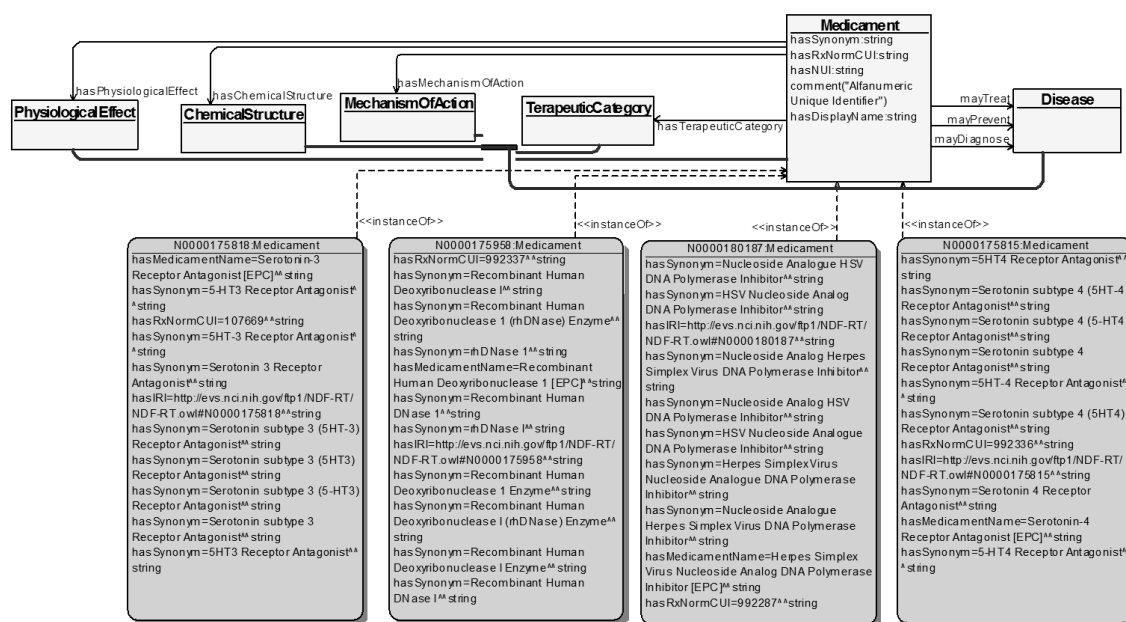 Medicament
hasSynonym:string
hasRxNormCUI:string
hasNUI:string
comment("Alfanumeric
Unique Identifier")
hasDisplayName:string
hasPhysiologicalEffect
hasChemicalStructure
hasMechanismOfAction
hasTerapeuticCategory
mayTreat
mayPrevent
mayDiagnose
PhysiologicalEffect
ChemicalStructure
MechanismOfAction
TerapeuticCategory
Disease
<<instanceOf>>
<<instanceOf>>
<<instanceOf>>
<<instanceOf>>
N0000175818:Medicament
hasMedicamentName=Serotonin-3
Receptor Antagonist [EPC]^^string
hasSynonym=5-HT3 Receptor Antagonist^
^string
hasRxNormCUI=107669^^string
hasSynonym=5HT-3 Receptor Antagonist^
^string
hasSynonym=Serotonin 3 Receptor
Antagonist^^string
hasIRI=http://evs.nci.nih.gov/ftp1/NDF-RT/
NDF-RT.owl#N0000175818^^string
hasSynonym=Serotonin subtype 3 (5HT-3)
Receptor Antagonist^^string
hasSynonym=Serotonin subtype 3 (5HT3)
Receptor Antagonist^^string
hasSynonym=Serotonin subtype 3 (5-HT3)
Receptor Antagonist^^string
hasSynonym=Serotonin subtype 3
Receptor Antagonist^^string
hasSynonym=5HT3 Receptor Antagonist^^
string
N0000175958:Medicament
hasRxNormCUI=992337^^string
hasSynonym=Recombinant Human
Deoxyribonuclease I^^string
hasSynonym=Recombinant Human
Deoxyribonuclease 1 (rhDNase) Enzyme^^
string
hasSynonym=rhDNase 1^^string
hasMedicamentName=Recombinant
Human Deoxyribonuclease 1 [EPC]^^string
hasSynonym=Recombinant Human
DNase 1^^string
hasSynonym=rhDNase I^^string
hasIRI=http://evs.nci.nih.gov/ftp1/NDF-RT/
NDF-RT.owl#N0000175958^^string
hasSynonym=Recombinant Human
Deoxyribonuclease 1 Enzyme^^string
hasSynonym=Recombinant Human
Deoxyribonuclease I (rhDNase) Enzyme^^
string
hasSynonym=Recombinant Human
Deoxyribonuclease I Enzyme^^string
hasSynonym=Recombinant Human
DNase I^^string
N0000180187:Medicament
hasSynonym=Nucleoside Analogue HSV
DNA Polymerase Inhibitor^^string
hasSynonym=HSV Nucleoside Analog
DNA Polymerase Inhibitor^^string
hasIRI=http://evs.nci.nih.gov/ftp1/NDF-RT/
NDF-RT.owl#N0000180187^^string
hasSynonym=Nucleoside Analog Herpes
Simplex Virus DNA Polymerase Inhibitor^^
string
hasSynonym=Nucleoside Analog HSV
DNA Polymerase Inhibitor^^string
hasSynonym=HSV Nucleoside Analogue
DNA Polymerase Inhibitor^^string
hasSynonym=Herpes Simplex Virus
Nucleoside Analogue DNA Polymerase
Inhibitor^^string
hasSynonym=Nucleoside Analogue
Herpes Simplex Virus DNA Polymerase
Inhibitor^^string
hasMedicamentName=Herpes Simplex
Virus Nucleoside Analog DNA Polymerase
Inhibitor [EPC]^^string
hasRxNormCUI=992287^^string
N0000175815:Medicament
hasSynonym=5HT4 Receptor Antagonist^^
string
hasSynonym=Serotonin subtype 4 (5HT-4
Receptor Antagonist^^string
hasSynonym=Serotonin subtype 4 (5-HT4
Receptor Antagonist^^string
hasSynonym=Serotonin subtype 4
Receptor Antagonist^^string
hasSynonym=5HT-4 Receptor Antagonist^
^string
hasSynonym=Serotonin subtype 4 (5HT4)
Receptor Antagonist^^string
hasRxNormCUI=992336^^string
hasIRI=http://evs.nci.nih.gov/ftp1/NDF-RT/
NDF-RT.owl#N0000175815^^string
hasSynonym=Serotonin 4 Receptor
Antagonist^^string
hasMedicamentName=Serotonin-4
Receptor Antagonist [EPC]^^string
hasSynonym=5-HT4 Receptor Antagonist^
^string